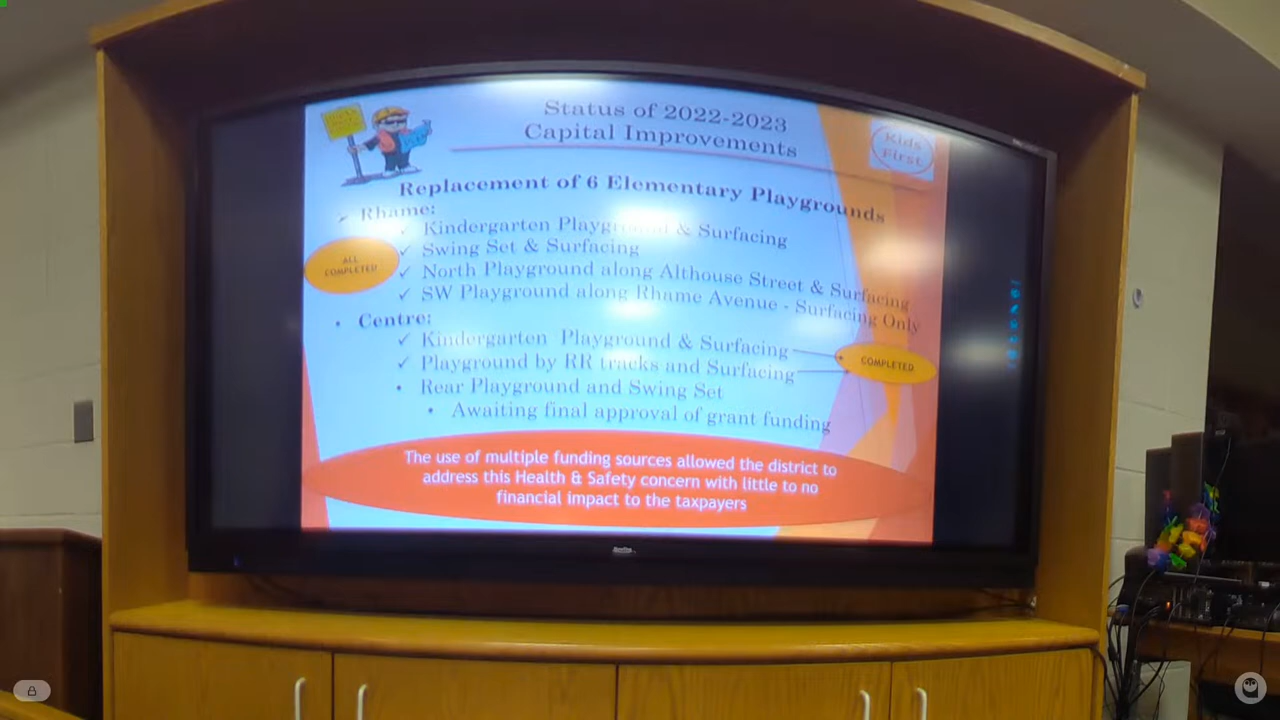 Status of 2022-2023
Capital Improvements
Kids
First
Replacement of 6 Elementary Playgrounds
Rhame:
✓ Kindergarten Playground & Surfacing
✓ Swing Set & Surfacing
✓ North Playground along Althouse Street & Surfacing
✓ SW Playground along Rhame Avenue - Surfacing Only
ALL
COMPLETED
• Centre:
✓ Kindergarten Playground & Surfacing
✓ Playground by RR tracks and Surfacing
COMPLETED
• Rear Playground and Swing Set
• Awaiting final approval of grant funding
The use of multiple funding sources allowed the district to
address this Health & Safety concern with little to no
financial impact to the taxpayers